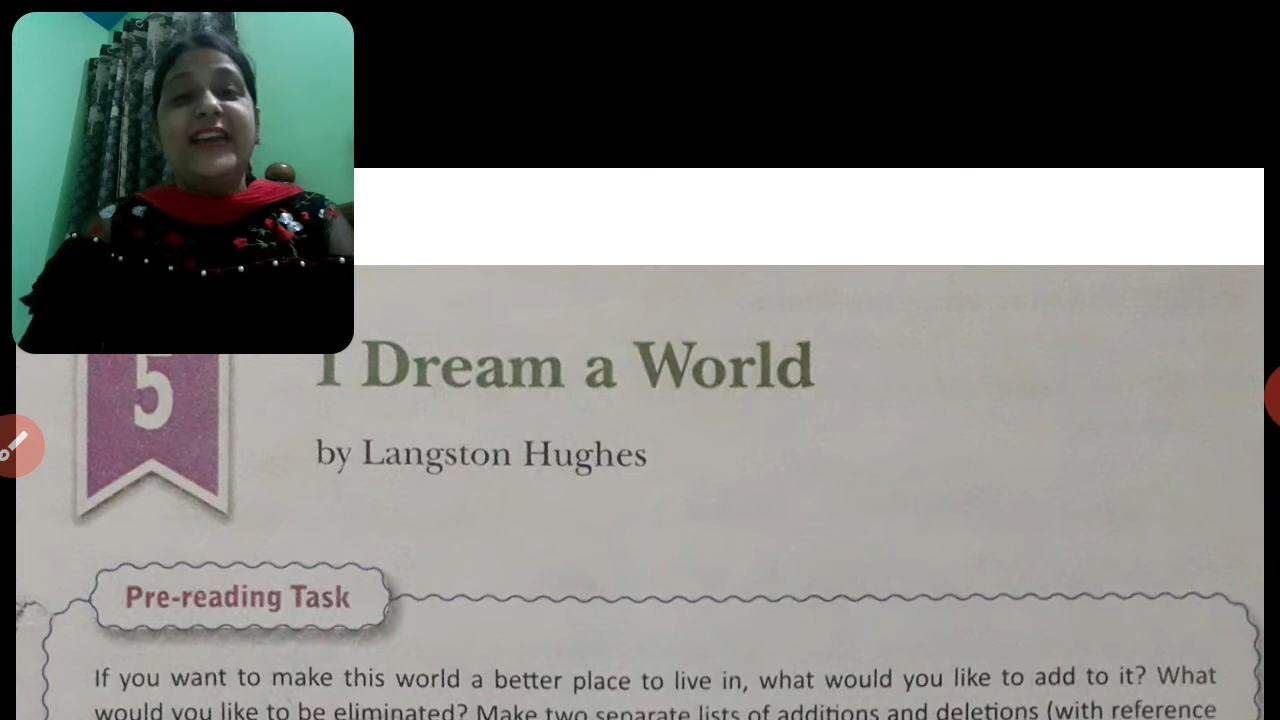 5
I Dream a World
by Langston Hughes
Pre-reading Task
If you want to make this world a better place to live in, what would you like to add to it? What
would you like to be eliminated? Make two separate lists of additions and deletions (with reference